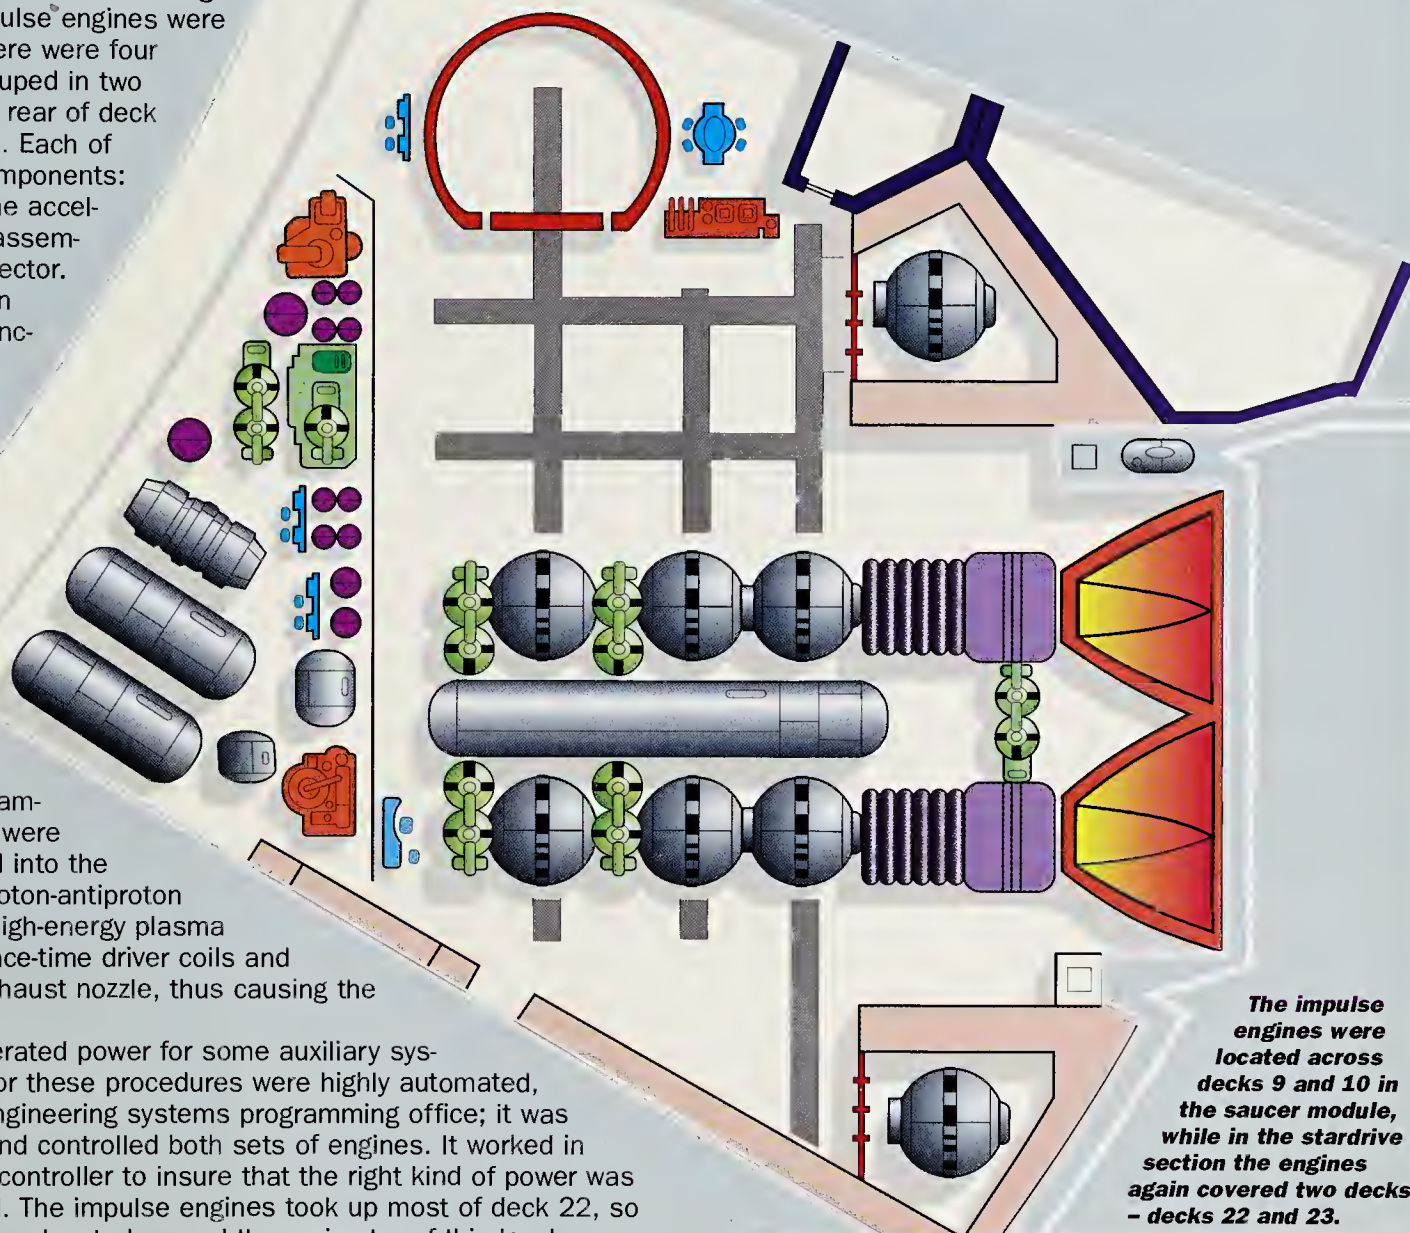 ulse engines were
ere were four
uped in two
rear of deck
. Each of
mponents:
ne accel-
assem-
ector.
n
nc-
am-
were
d into the
oton-antiproton
igh-energy plasma
ce-time driver coils and
haust nozzle, thus causing the
erated power for some auxiliary sys-
or these procedures were highly automated,
ngineering systems programming office; it was
nd controlled both sets of engines. It worked in
controller to insure that the right kind of power was
. The impulse engines took up most of deck 22, so
The impulse
engines were
located across
decks 9 and 10 in
the saucer module,
while in the stardrive
section the engines
again covered two decks
– decks 22 and 23.